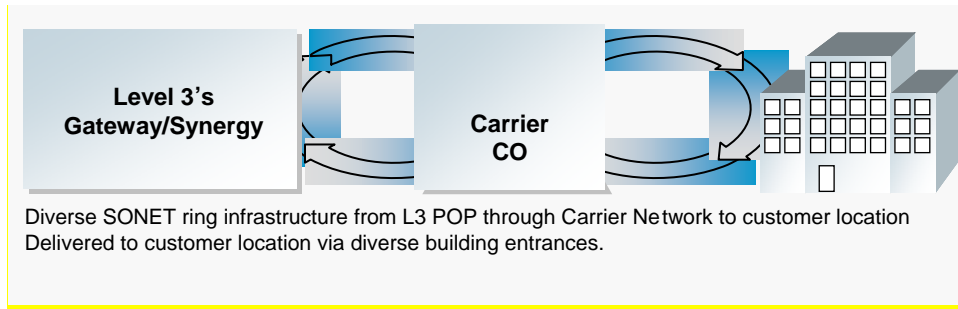 Level 3's
Gateway/Synergy
Carrier
CO
Diverse SONET ring infrastructure from L3 POP through Carrier Network to customer location
Delivered to customer location via diverse building entrances.